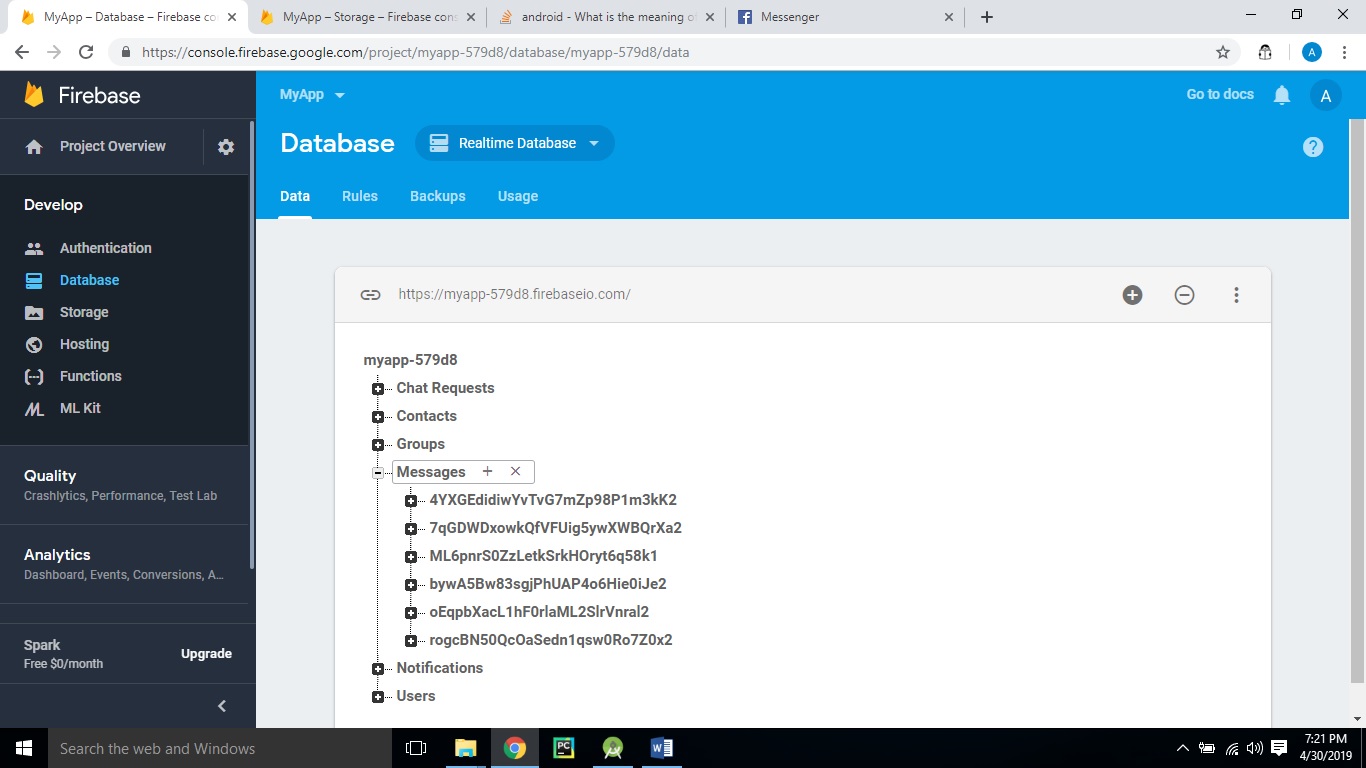 MyApp – Database – Firebase co
MyApp – Storage – Firebase cons
android - What is the meaning o
Messenger
https://console.firebase.google.com/project/myapp-579d8/database/myapp-579d8/data
A
Firebase
MyApp
Go to docs
A
Project Overview
Database
Realtime Database
?
Data
Rules
Backups
Usage
Develop
Authentication
Database
Storage
Hosting
Functions
ML Kit
Quality
Crashlytics, Performance, Test Lab
Analytics
Dashboard, Events, Conversions, A...
Spark
Free $0/month
Upgrade
https://myapp-579d8.firebaseio.com/
myapp-579d8
Chat Requests
Contacts
Groups
Messages
4YXGEdidiwYvTvG7mZp98P1m3kK2
7qGDWDxowkQfVFUig5ywXWBQrXa2
ML6pnrS0ZzLetkSrkHOryt6q58k1
bywA5Bw83sgjPhUAP4o6Hie0iJe2
oEqpbXacL1hF0rlaML2SlrVnral2
rogcBN50QcOaSedn1qsw0Ro7Z0x2
Notifications
Users
Search the web and Windows
PC
7:21 PM
4/30/2019